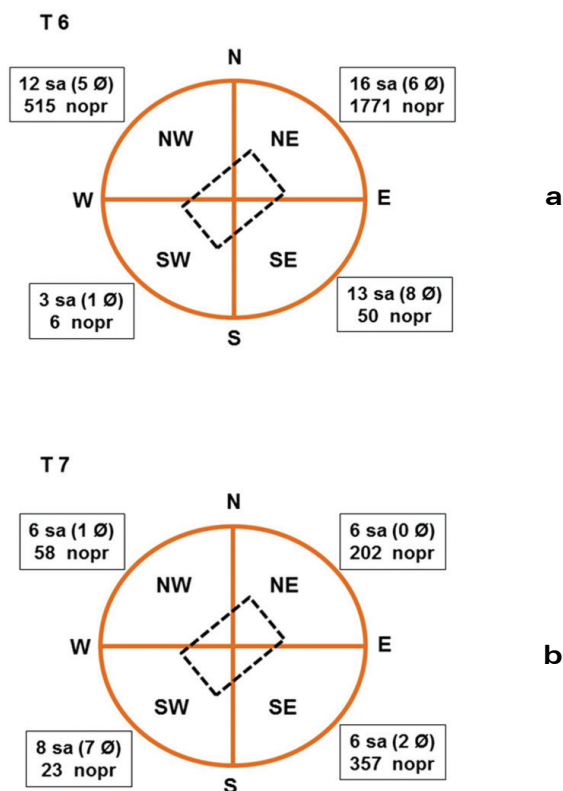 T 6
N
12 sa (5 Ø)
515 nopr
16 sa (6 Ø)
1771 nopr
NW
NE
W
E
a
SW
SE
3 sa (1 Ø)
6 nopr
13 sa (8 Ø)
50 nopr
S
T 7
N
6 sa (1 Ø)
58 nopr
6 sa (0 Ø)
202 nopr
NW
NE
W
E
b
SW
SE
8 sa (7 Ø)
23 nopr
6 sa (2 Ø)
357 nopr
S